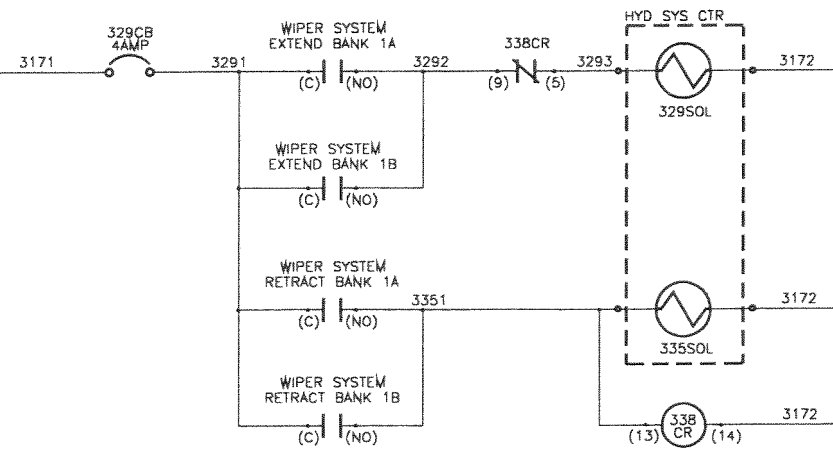 HYD SYS CTR
329CB
4AMP
WIPER SYSTEM
EXTEND BANK 1A
338CR
3171
3291
3292
3293
3172
(C)
(NO)
(9)
(5)
329SOL
WIPER SYSTEM
EXTEND BANK 1B
(C)
(NO)
WIPER SYSTEM
RETRACT BANK 1A
3351
3172
(C)
(NO)
335SOL
WIPER SYSTEM
RETRACT BANK 1B
(C)
(NO)
338
CR
3172
(13)
(14)